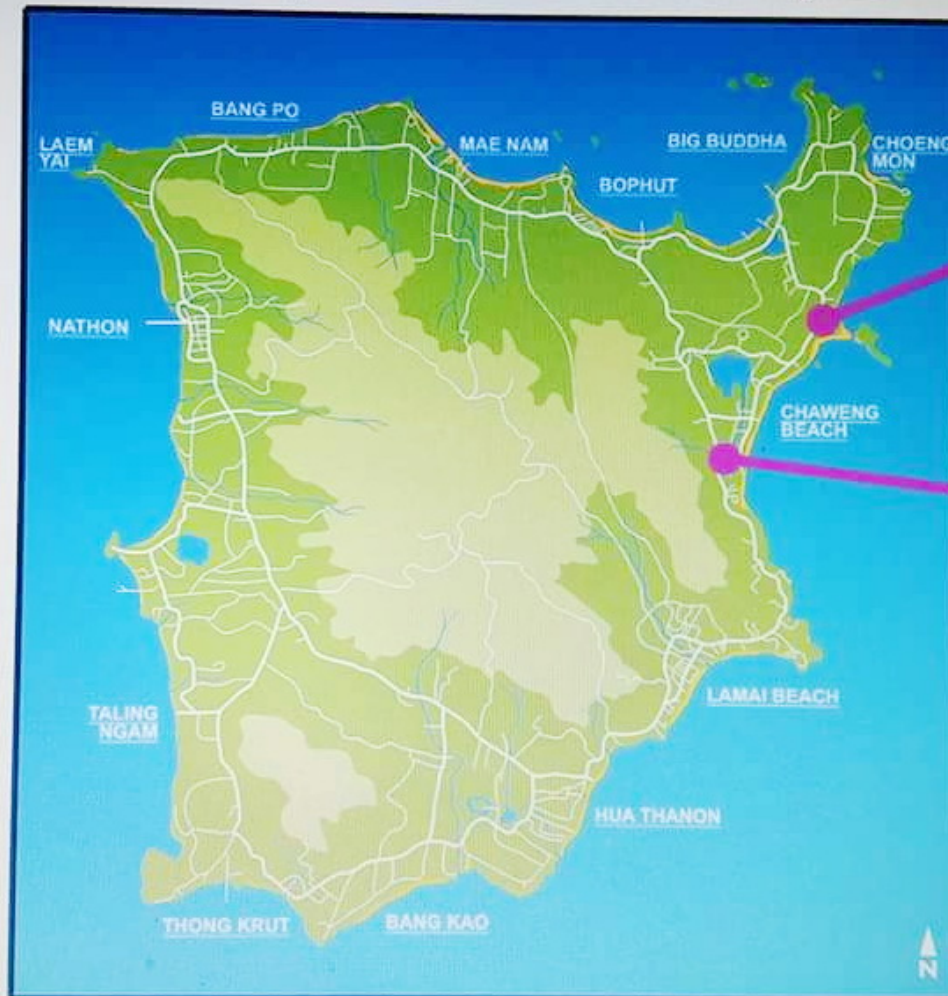 BANG PO
LAEM
YAI
MAE NAM
BIG BUDDHA
CHOENG
MON
BOPHUT
NATHON
CHAWENG
BEACH
LAMAI BEACH
TALING
NGAM
HUA THANON
THONG KRUT
BANG KAO
N